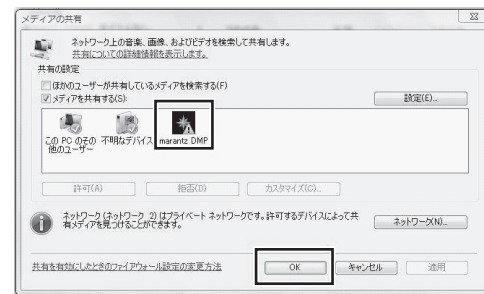 メディアの共有
ネットワーク上の音楽、画像、およびビデオを検索して共有します。
共有についての詳細情報を表示します。
共有の設定
ほかのユーザーが共有しているメディアを検索する(F)
メディアを共有する(S):
設定(E)...
この PC のその他のユーザー
不明なデバイス
marantz DMP
許可(A)
拒否(D)
カスタマイズ(C)...
ネットワーク (ネットワーク 2) はプライベート ネットワークです。許可するデバイスによって共
有メディアを見つけることができます。
ネットワーク(N)...
共有を有効にしたときのファイアウォール設定の変更方法
OK
キャンセル
適用